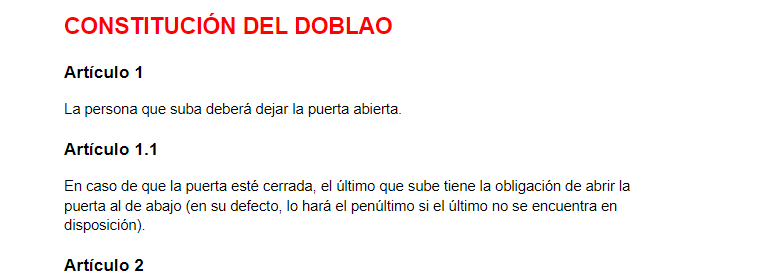 CONSTITUCIÓN DEL DOBLAO
Artículo 1
La persona que suba deberá dejar la puerta abierta.
Artículo 1.1
En caso de que la puerta esté cerrada, el último que sube tiene la obligación de abrir la
puerta al de abajo (en su defecto, lo hará el penúltimo si el último no se encuentra en
disposición).
Artículo 2